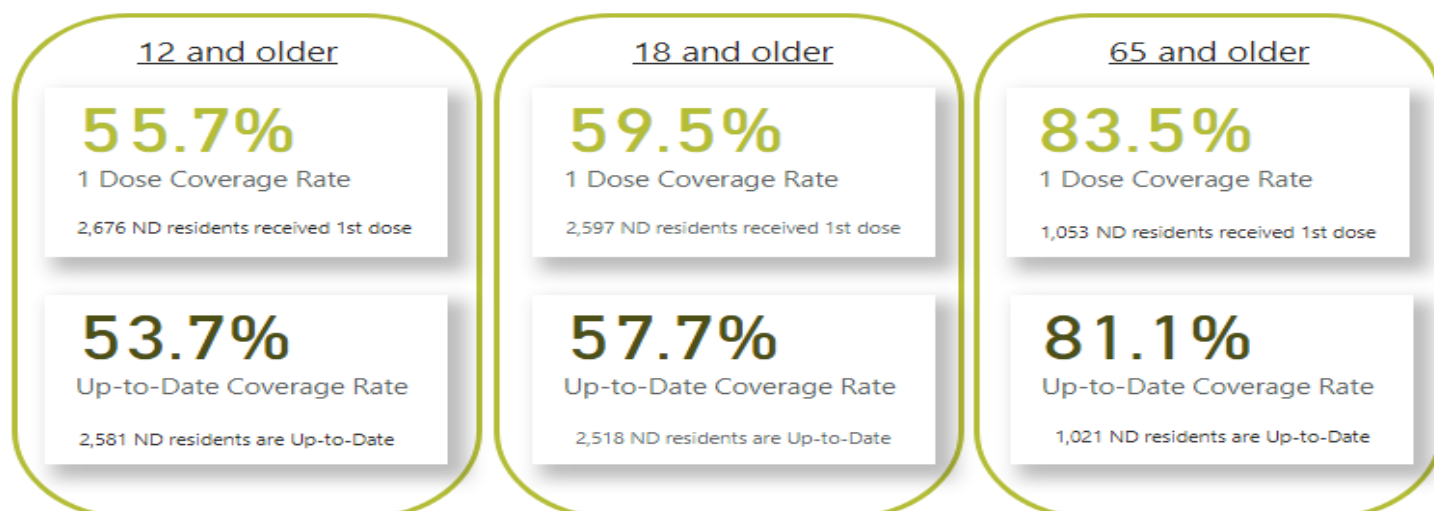 12 and older
55.7%
1 Dose Coverage Rate
2,676 ND residents received 1st dose
53.7%
Up-to-Date Coverage Rate
2,581 ND residents are Up-to-Date
18 and older
59.5%
1 Dose Coverage Rate
2,597 ND residents received 1st dose
57.7%
Up-to-Date Coverage Rate
2,518 ND residents are Up-to-Date
65 and older
83.5%
1 Dose Coverage Rate
1,053 ND residents received 1st dose
81.1%
Up-to-Date Coverage Rate
1,021 ND residents are Up-to-Date